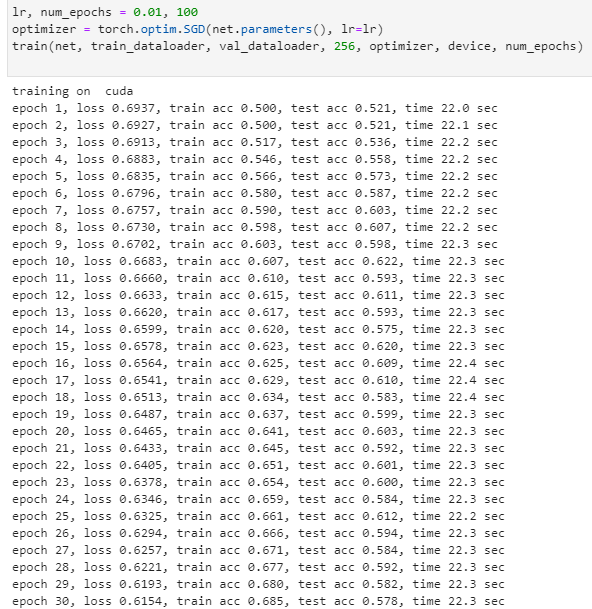 lr, num_epochs = 0.01, 100
optimizer = torch.optim.SGD(net.parameters(), lr=lr)
train(net, train_dataloader, val_dataloader, 256, optimizer, device, num_epochs)
training on  cuda
epoch 1, loss 0.6937, train acc 0.500, test acc 0.521, time 22.0 sec
epoch 2, loss 0.6927, train acc 0.500, test acc 0.521, time 22.1 sec
epoch 3, loss 0.6913, train acc 0.517, test acc 0.536, time 22.2 sec
epoch 4, loss 0.6883, train acc 0.546, test acc 0.558, time 22.2 sec
epoch 5, loss 0.6835, train acc 0.566, test acc 0.573, time 22.2 sec
epoch 6, loss 0.6796, train acc 0.580, test acc 0.587, time 22.2 sec
epoch 7, loss 0.6757, train acc 0.590, test acc 0.603, time 22.2 sec
epoch 8, loss 0.6730, train acc 0.598, test acc 0.607, time 22.2 sec
epoch 9, loss 0.6702, train acc 0.603, test acc 0.598, time 22.3 sec
epoch 10, loss 0.6683, train acc 0.607, test acc 0.622, time 22.3 sec
epoch 11, loss 0.6660, train acc 0.610, test acc 0.593, time 22.3 sec
epoch 12, loss 0.6633, train acc 0.615, test acc 0.611, time 22.3 sec
epoch 13, loss 0.6620, train acc 0.617, test acc 0.593, time 22.3 sec
epoch 14, loss 0.6599, train acc 0.620, test acc 0.575, time 22.3 sec
epoch 15, loss 0.6578, train acc 0.623, test acc 0.620, time 22.3 sec
epoch 16, loss 0.6564, train acc 0.625, test acc 0.609, time 22.4 sec
epoch 17, loss 0.6541, train acc 0.629, test acc 0.610, time 22.4 sec
epoch 18, loss 0.6513, train acc 0.634, test acc 0.583, time 22.4 sec
epoch 19, loss 0.6487, train acc 0.637, test acc 0.599, time 22.3 sec
epoch 20, loss 0.6465, train acc 0.641, test acc 0.603, time 22.3 sec
epoch 21, loss 0.6433, train acc 0.645, test acc 0.592, time 22.3 sec
epoch 22, loss 0.6405, train acc 0.651, test acc 0.601, time 22.3 sec
epoch 23, loss 0.6378, train acc 0.654, test acc 0.600, time 22.3 sec
epoch 24, loss 0.6346, train acc 0.659, test acc 0.584, time 22.3 sec
epoch 25, loss 0.6325, train acc 0.661, test acc 0.612, time 22.2 sec
epoch 26, loss 0.6294, train acc 0.666, test acc 0.594, time 22.3 sec
epoch 27, loss 0.6257, train acc 0.671, test acc 0.584, time 22.3 sec
epoch 28, loss 0.6221, train acc 0.677, test acc 0.592, time 22.3 sec
epoch 29, loss 0.6193, train acc 0.680, test acc 0.582, time 22.3 sec
epoch 30, loss 0.6154, train acc 0.685, test acc 0.578, time 22.3 sec